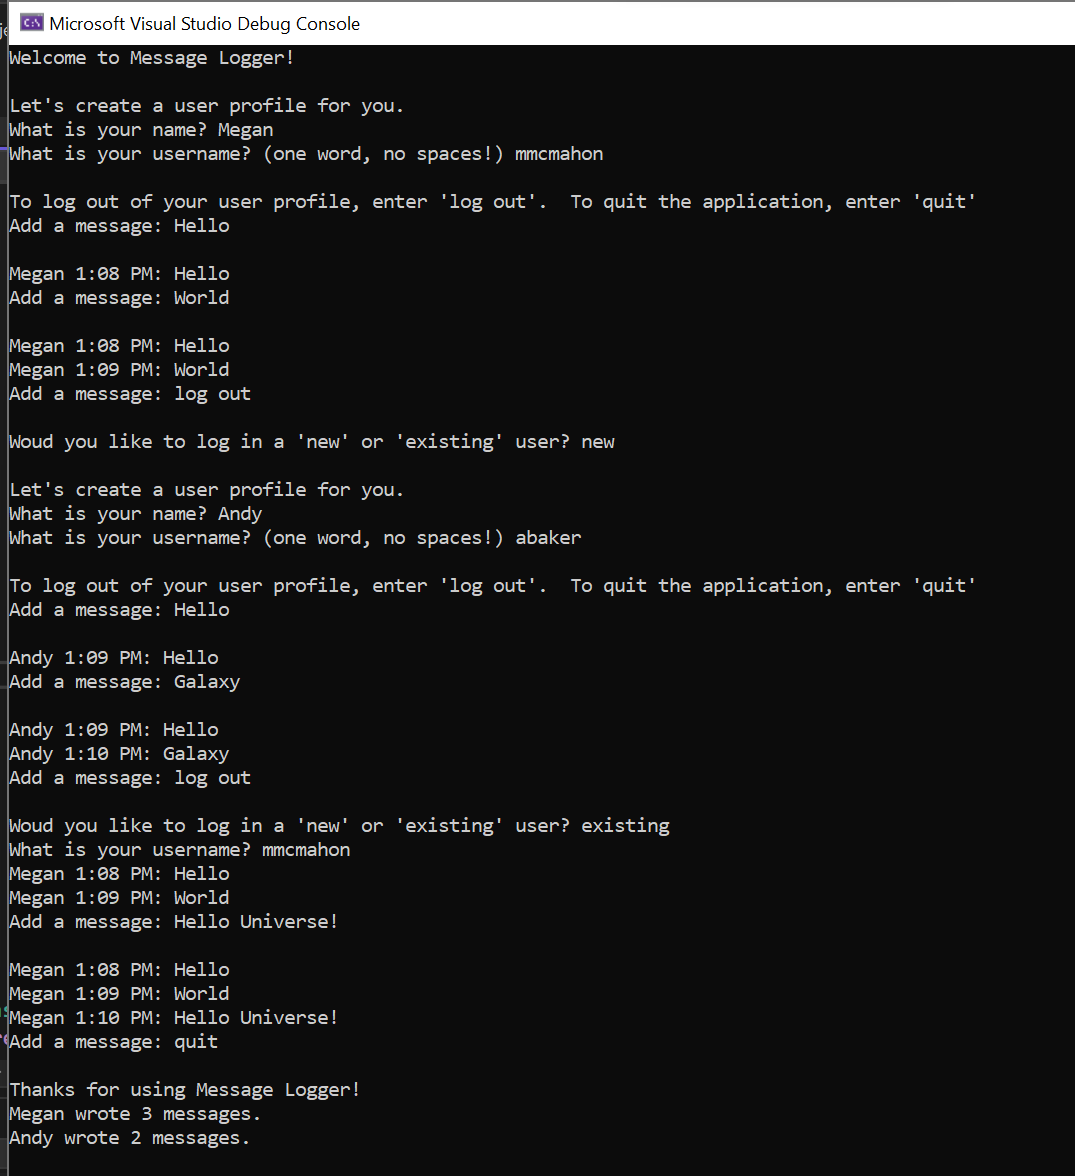 Microsoft Visual Studio Debug Console
Welcome to Message Logger!
Let's create a user profile for you.
What is your name? Megan
What is your username? (one word, no spaces!) mmcmahon
To log out of your user profile, enter 'log out'.  To quit the application, enter 'quit'
Add a message: Hello
Megan 1:08 PM: Hello
Add a message: World
Megan 1:08 PM: Hello
Megan 1:09 PM: World
Add a message: log out
Woud you like to log in a 'new' or 'existing' user? new
Let's create a user profile for you.
What is your name? Andy
What is your username? (one word, no spaces!) abaker
To log out of your user profile, enter 'log out'.  To quit the application, enter 'quit'
Add a message: Hello
Andy 1:09 PM: Hello
Add a message: Galaxy
Andy 1:09 PM: Hello
Andy 1:10 PM: Galaxy
Add a message: log out
Woud you like to log in a 'new' or 'existing' user? existing
What is your username? mmcmahon
Megan 1:08 PM: Hello
Megan 1:09 PM: World
Add a message: Hello Universe!
Megan 1:08 PM: Hello
Megan 1:09 PM: World
Megan 1:10 PM: Hello Universe!
Add a message: quit
Thanks for using Message Logger!
Megan wrote 3 messages.
Andy wrote 2 messages.